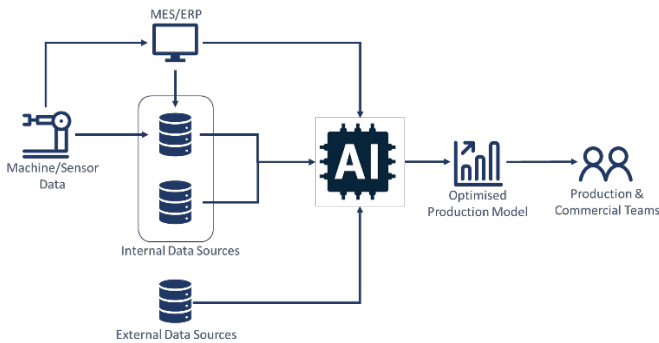 MES/ERP
Machine/Sensor
Data
Internal Data Sources
External Data Sources
AI
Optimised
Production Model
Production &
Commercial Teams